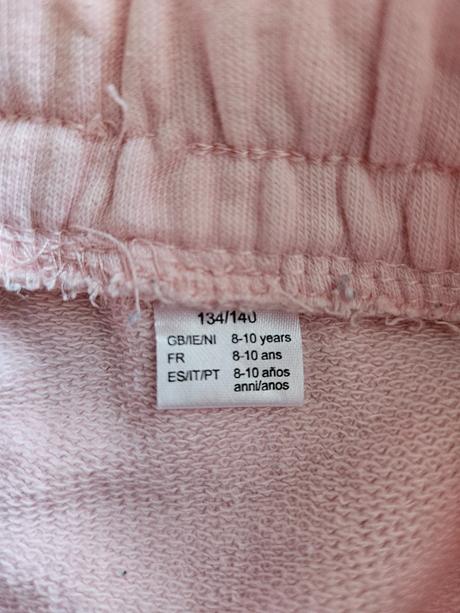 134/140
GB/IE/NI 8-10 years
FR 8-10 ans
ES/IT/PT 8-10 años
anni/anos